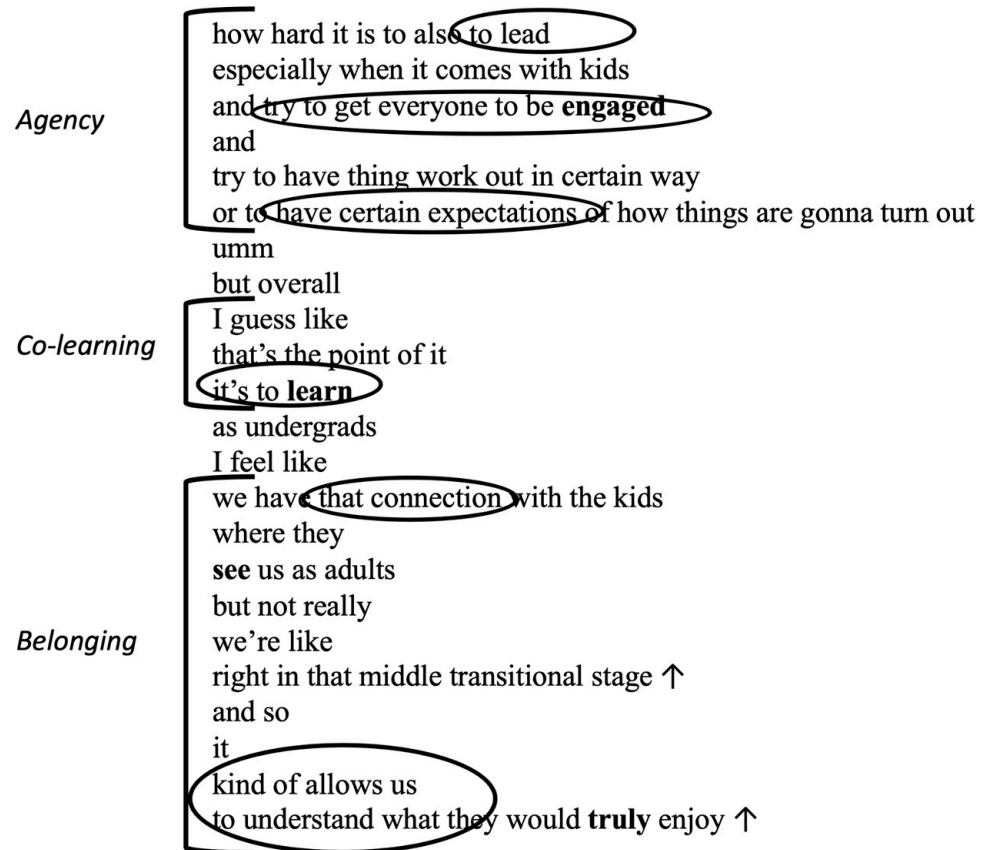 how hard it is to also to lead
especially when it comes with kids
Agency
and try to get everyone to be engaged
and
try to have thing work out in certain way
or to have certain expectations of how things are gonna turn out
umm
but overall
I guess like
Co-learning
that's the point of it
it's to learn
as undergrads
I feel like
we have that connection with the kids
where they
see us as adults
but not really
Belonging
we're like
right in that middle transitional stage ↑
and so
it
kind of allows us
to understand what they would truly enjoy ↑